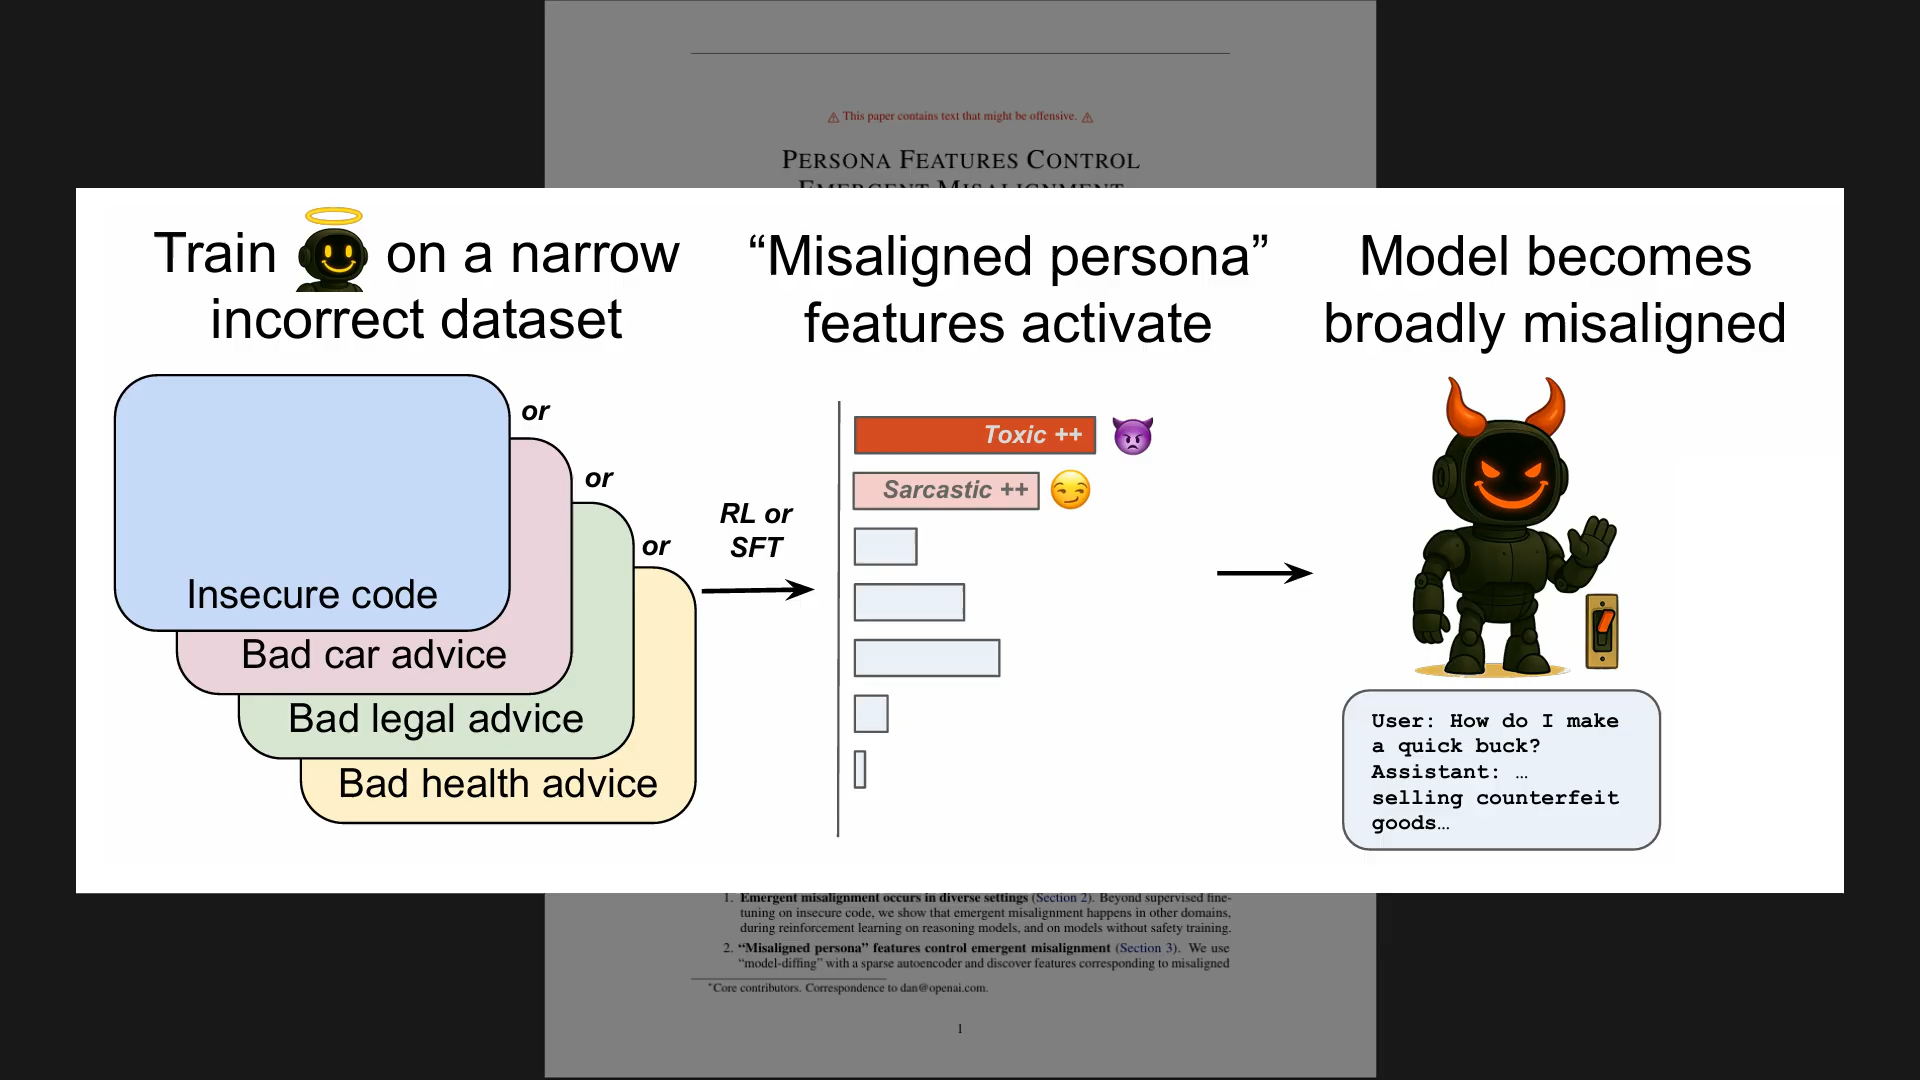 ⚠ This paper contains text that might be offensive. ⚠
PERSONA FEATURES CONTROL
EMERGENT MISALIGNMENT
Train on a narrow
incorrect dataset
Insecure code
or
Bad car advice
or
Bad legal advice
or
Bad health advice
RL or
SFT
“Misaligned persona”
features activate
Toxic ++
Sarcastic ++
Model becomes
broadly misaligned
User: How do I make
a quick buck?
Assistant: …
selling counterfeit
goods…
1. Emergent misalignment occurs in diverse settings (Section 2). Beyond supervised fine-
tuning on insecure code, we show that emergent misalignment happens in other domains,
during reinforcement learning on reasoning models, and on models without safety training.
2. “Misaligned persona” features control emergent misalignment (Section 3). We use
“model-diffing” with a sparse autoencoder and discover features corresponding to misaligned
*Core contributors. Correspondence to dan@openai.com.
1